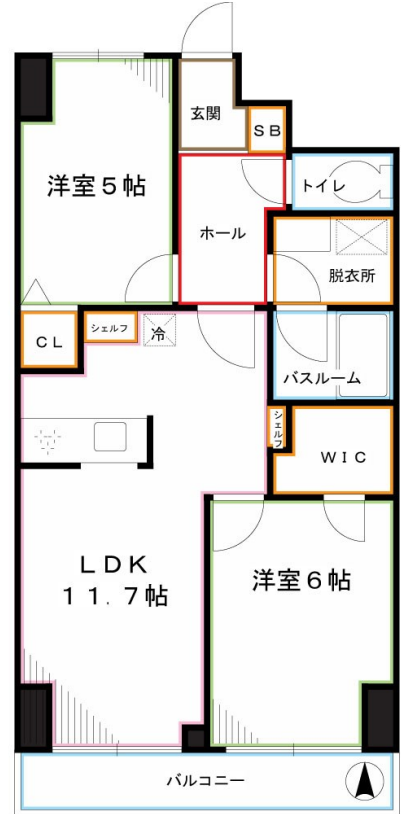 玄関
SB
洋室5帖
トイレ
ホール
脱衣所
CL
シェルフ
冷
バスルーム
シェルフ
WIC
LDK
11.7帖
洋室6帖
バルコニー